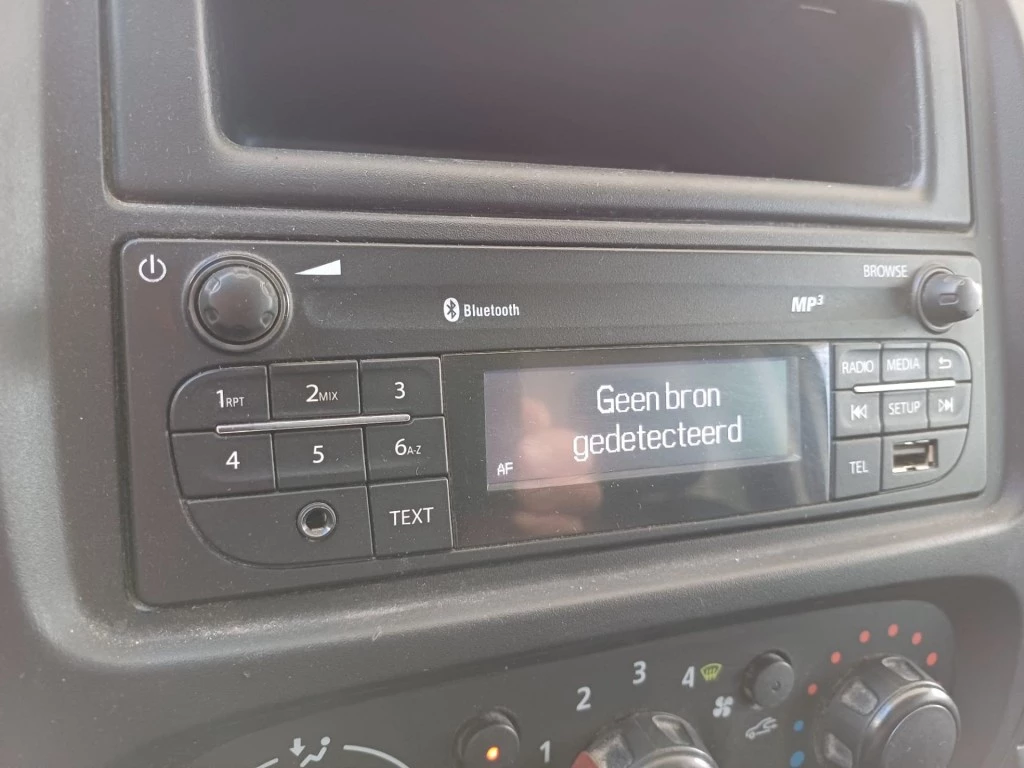 BROWSE
Bluetooth
MP3
1RPT
2MIX
3
RADIO
MEDIA
Geen bron
gedetecteerd
4
5
6A-Z
SETUP
AF
TEL
TEXT
1
2
3
4